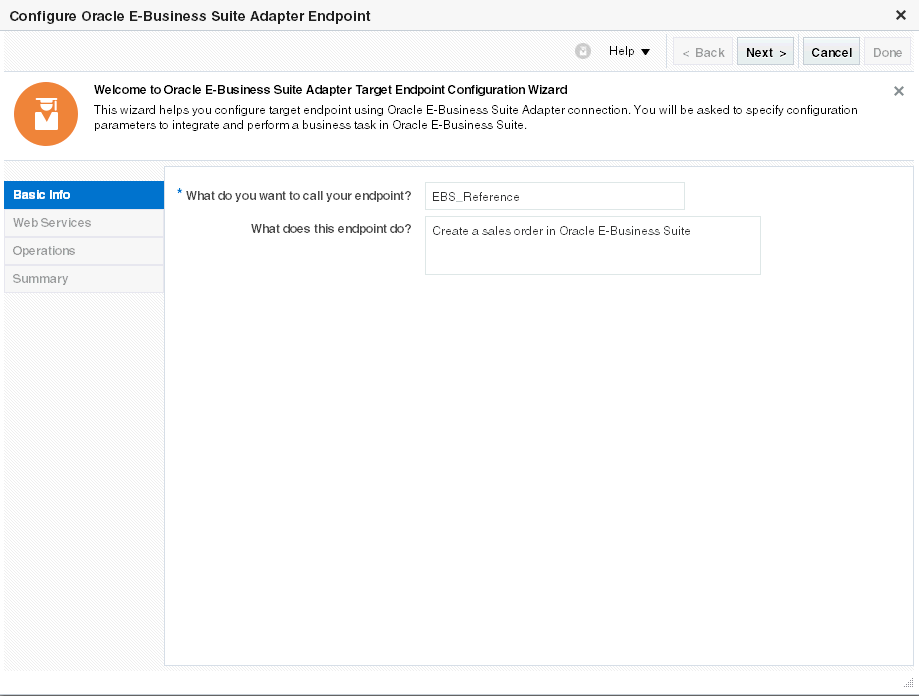 Configure Oracle E-Business Suite Adapter Endpoint
Help
< Back
Next >
Cancel
Done
Welcome to Oracle E-Business Suite Adapter Target Endpoint Configuration Wizard
This wizard helps you configure target endpoint using Oracle E-Business Suite Adapter connection. You will be asked to specify configuration
parameters to integrate and perform a business task in Oracle E-Business Suite.
Basic Info
Web Services
Operations
Summary
* What do you want to call your endpoint? EBS_Reference
What does this endpoint do? Create a sales order in Oracle E-Business Suite